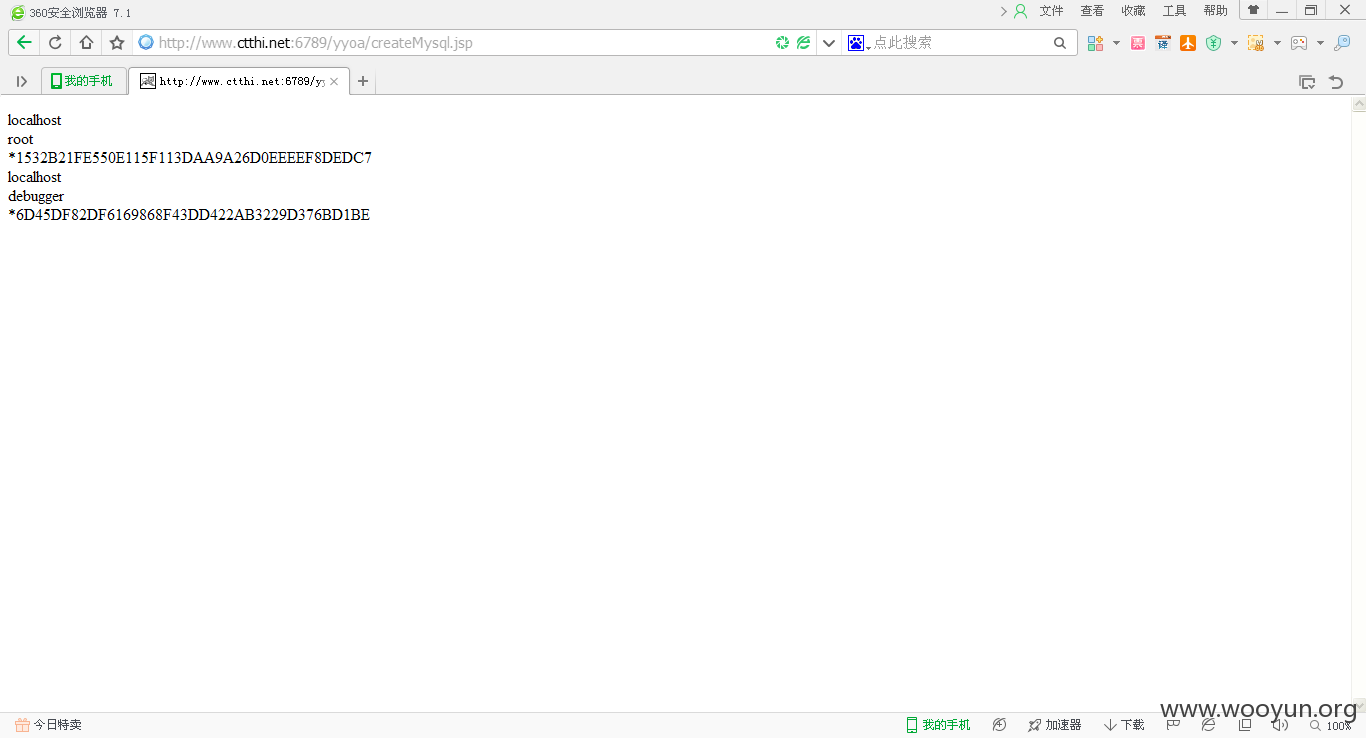 360安全浏览器 7.1
文件 查看 收藏 工具 帮助
http://www.ctthi.net:6789/yyoa/createMysql.jsp
点此搜索
我的手机
http://www.ctthi.net:6789/yy
localhost
root
*1532B21FE550E115F113DAA9A26D0EEEEF8DEDC7
localhost
debugger
*6D45DF82DF6169868F43DD422AB3229D376BD1BE
www.wooyun.org
今日特卖
我的手机
加速器
下载
100%